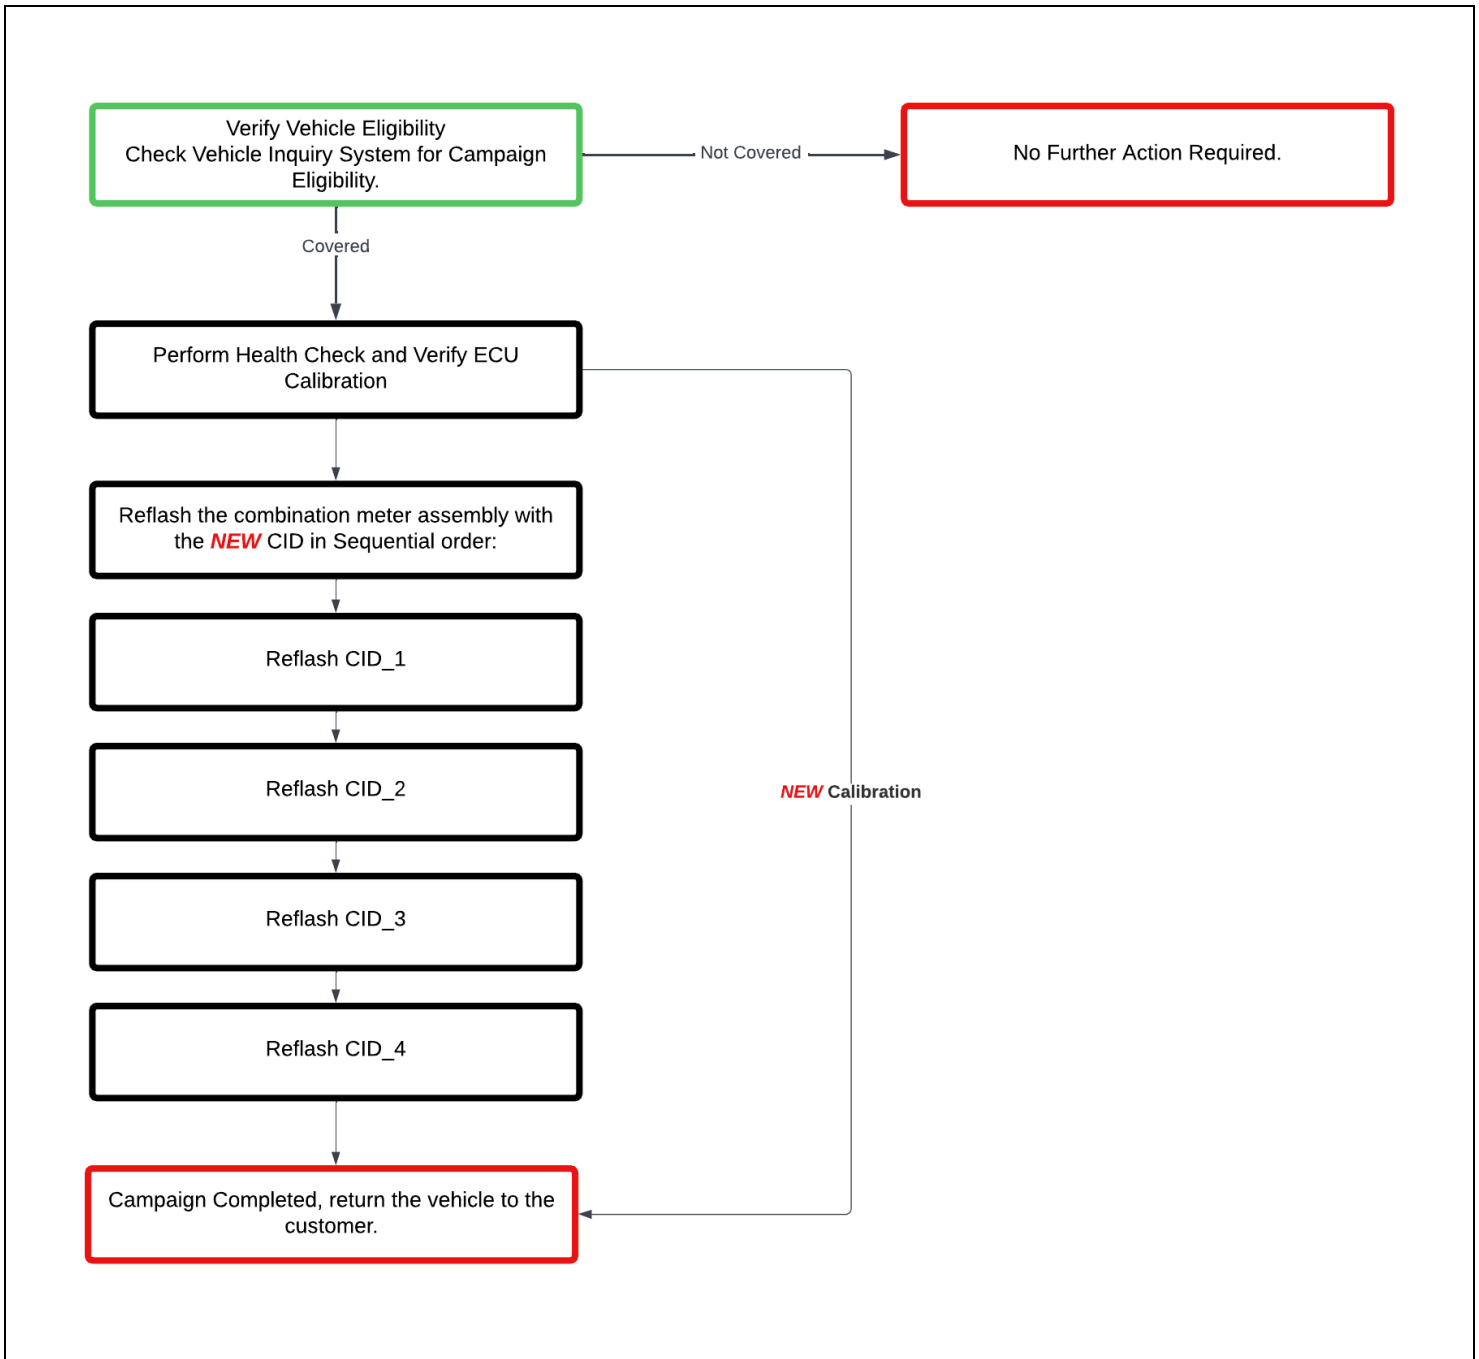 Verify Vehicle Eligibility
Check Vehicle Inquiry System for Campaign
Eligibility.
Not Covered
No Further Action Required.
Covered
Perform Health Check and Verify ECU
Calibration
Reflash the combination meter assembly with
the NEW CID in Sequential order:
Reflash CID_1
Reflash CID_2
NEW Calibration
Reflash CID_3
Reflash CID_4
Campaign Completed, return the vehicle to the
customer.